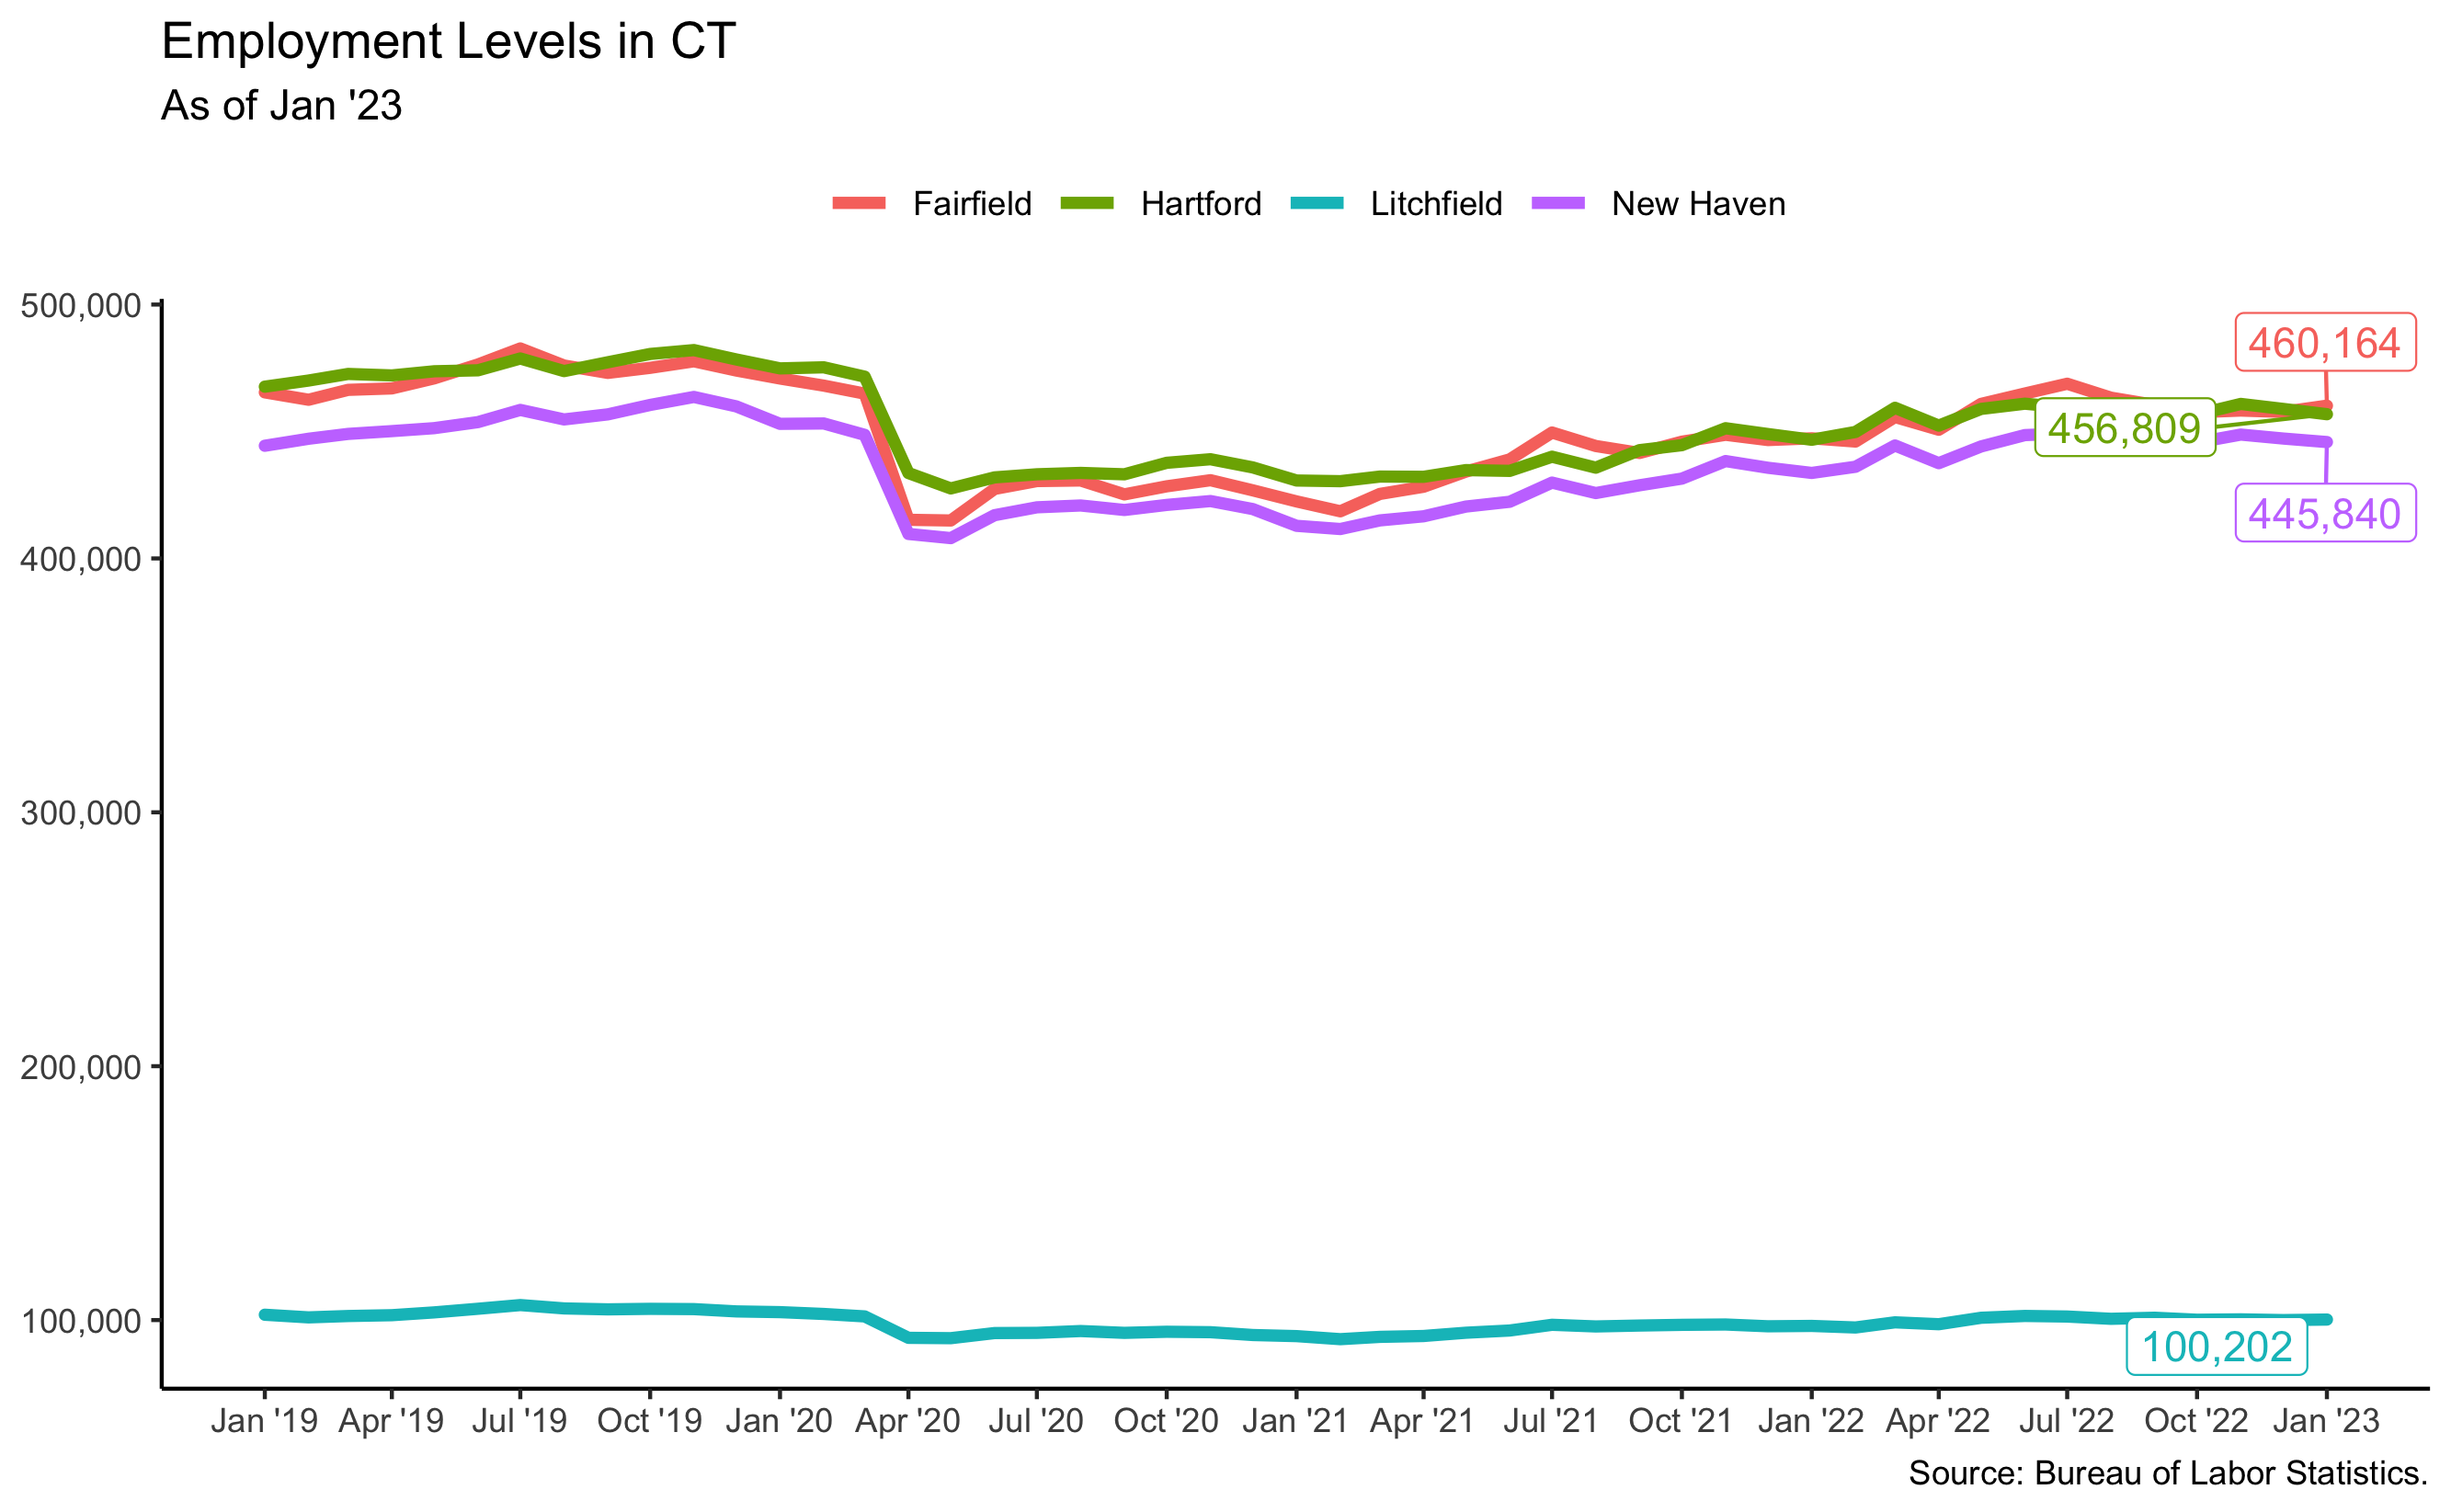 Employment Levels in CT
As of Jan '23
Fairfield Hartford Litchfield New Haven
500,000
460,164
456,809
445,840
400,000
300,000
200,000
100,000
100,202
Jan '19 Apr '19 Jul '19 Oct '19 Jan '20 Apr '20 Jul '20 Oct '20 Jan '21 Apr '21 Jul '21 Oct '21 Jan '22 Apr '22 Jul '22 Oct '22 Jan '23
Source: Bureau of Labor Statistics.